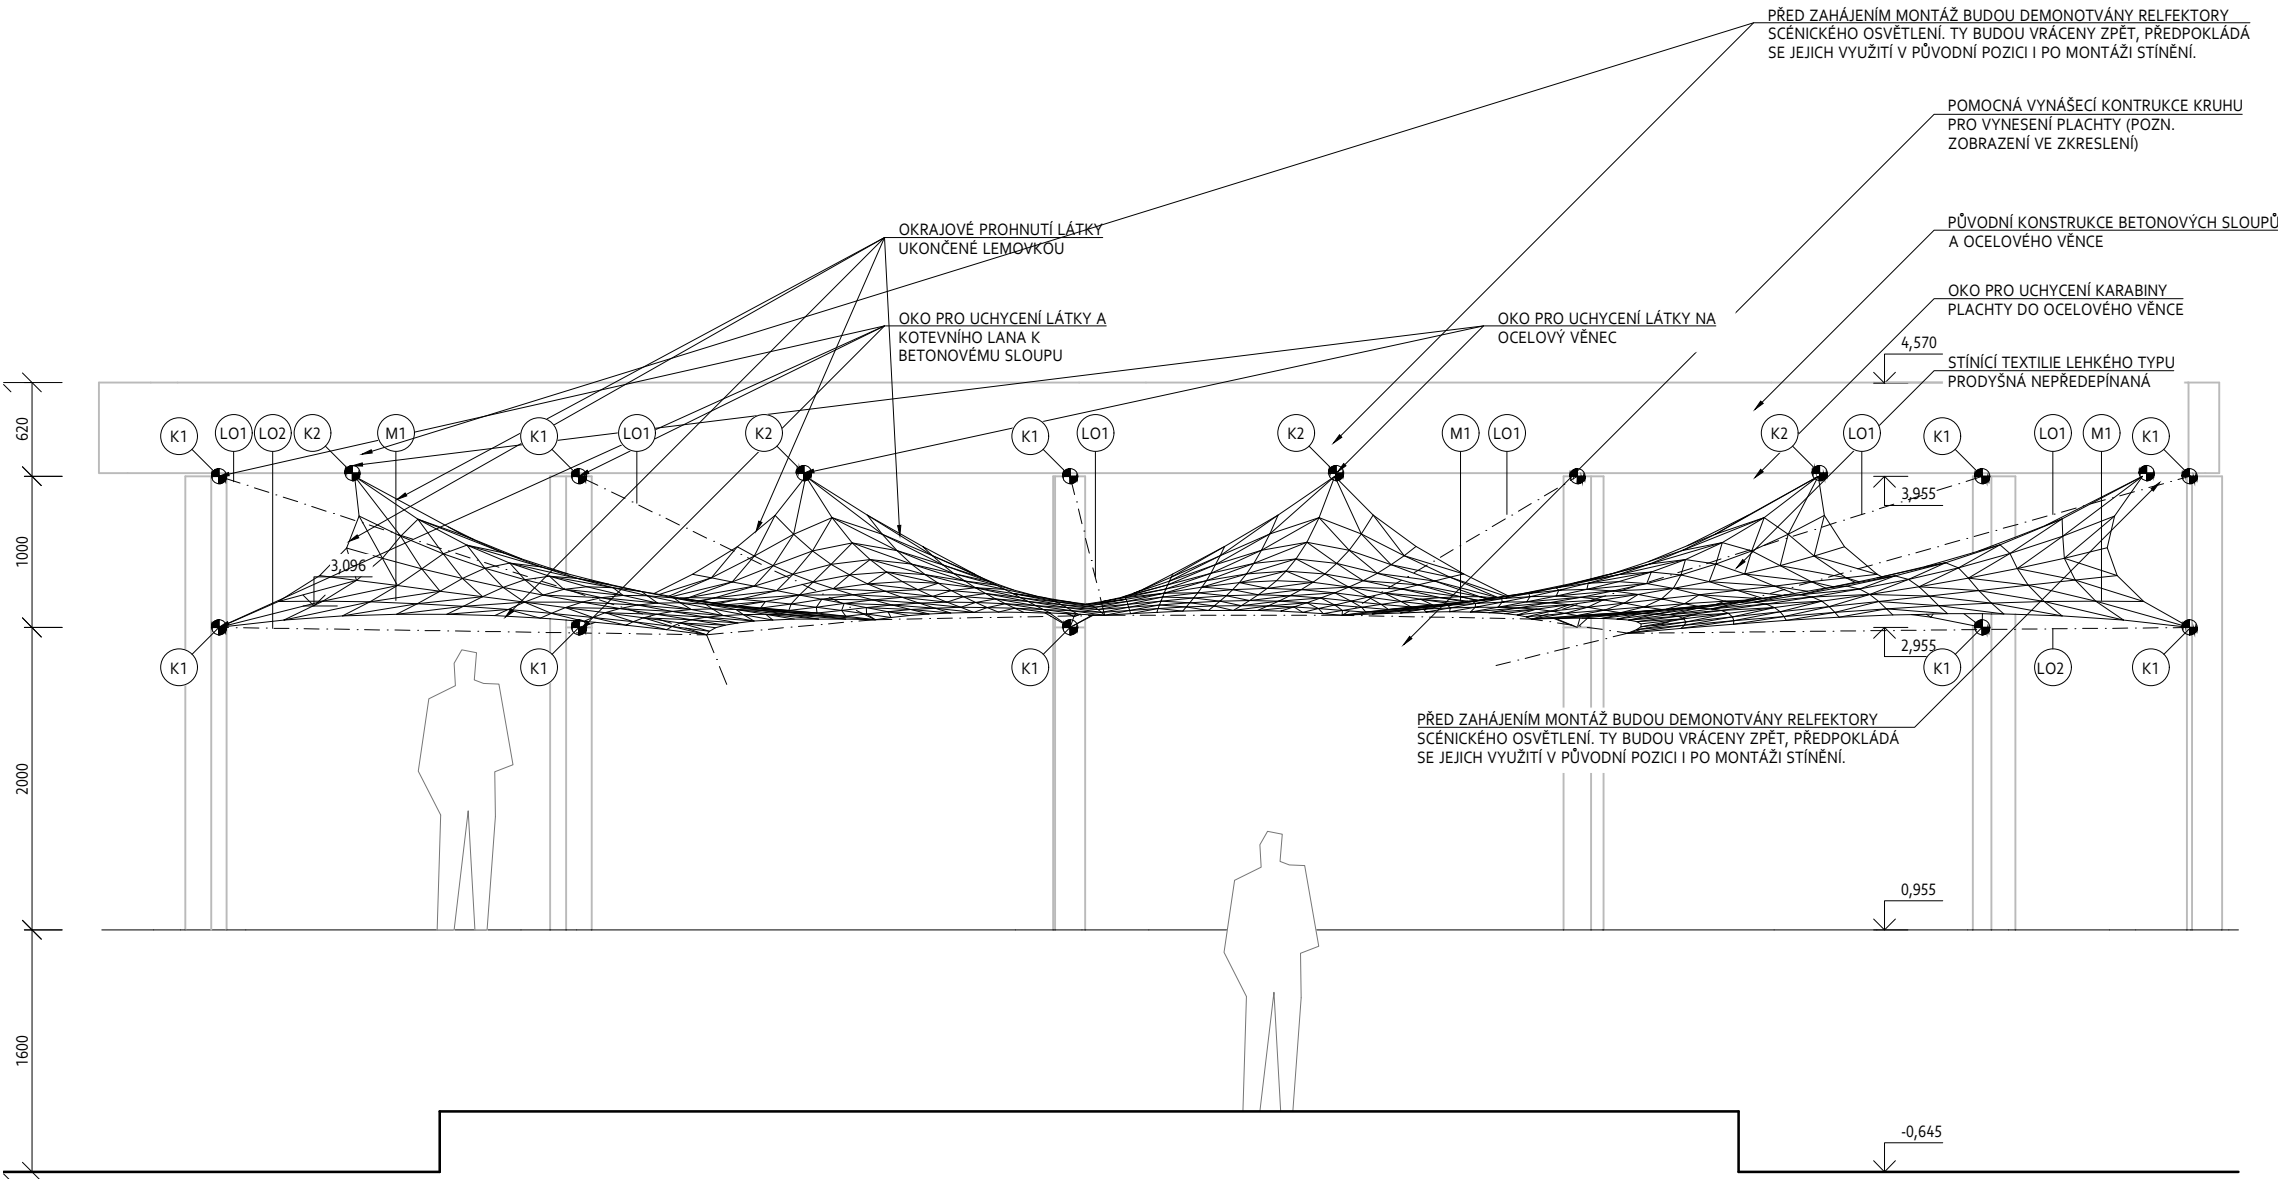 PŘED ZAHÁJENÍM MONTÁŽ BUDOU DEMONOTVÁNY RELFEKTORY
SCÉNICKÉHO OSVĚTLENÍ. TY BUDOU VRÁCENY ZPĚT, PŘEDPOKLÁDÁ
SE JEJICH VYUŽITÍ V PŮVODNÍ POZICI I PO MONTÁŽI STÍNĚNÍ.
POMOCNÁ VYNÁŠECÍ KONTRUKCE KRUHU
PRO VYNESENÍ PLACHTY (POZN.
ZOBRAZENÍ VE ZKRESLENÍ)
OKRAJOVÉ PROHNUTÍ LÁTKY
UKONČENÉ LEMOVKOU
PŮVODNÍ KONSTRUKCE BETONOVÝCH SLOUPŮ
A OCELOVÉHO VĚNCE
OKO PRO UCHYCENÍ LÁTKY A
KOTEVNÍHO LANA K
BETONOVÉMU SLOUPU
OKO PRO UCHYCENÍ LÁTKY NA
OCELOVÝ VĚNEC
OKO PRO UCHYCENÍ KARABINY
PLACHTY DO OCELOVÉHO VĚNCE
4,570
STÍNÍCÍ TEXTILIE LEHKÉHO TYPU
PRODYŠNÁ NEPŘEDEPÍNANÁ
620
K1
LO1
LO2
K2
M1
K1
LO1
K2
K1
LO1
K2
M1
LO1
K2
LO1
K1
LO1
M1
K1
3,955
1000
3,096
2,955
K1
K1
K1
K1
LO2
K1
PŘED ZAHÁJENÍM MONTÁŽ BUDOU DEMONOTVÁNY RELFEKTORY
SCÉNICKÉHO OSVĚTLENÍ. TY BUDOU VRÁCENY ZPĚT, PŘEDPOKLÁDÁ
SE JEJICH VYUŽITÍ V PŮVODNÍ POZICI I PO MONTÁŽI STÍNĚNÍ.
2000
0,955
1600
-0,645